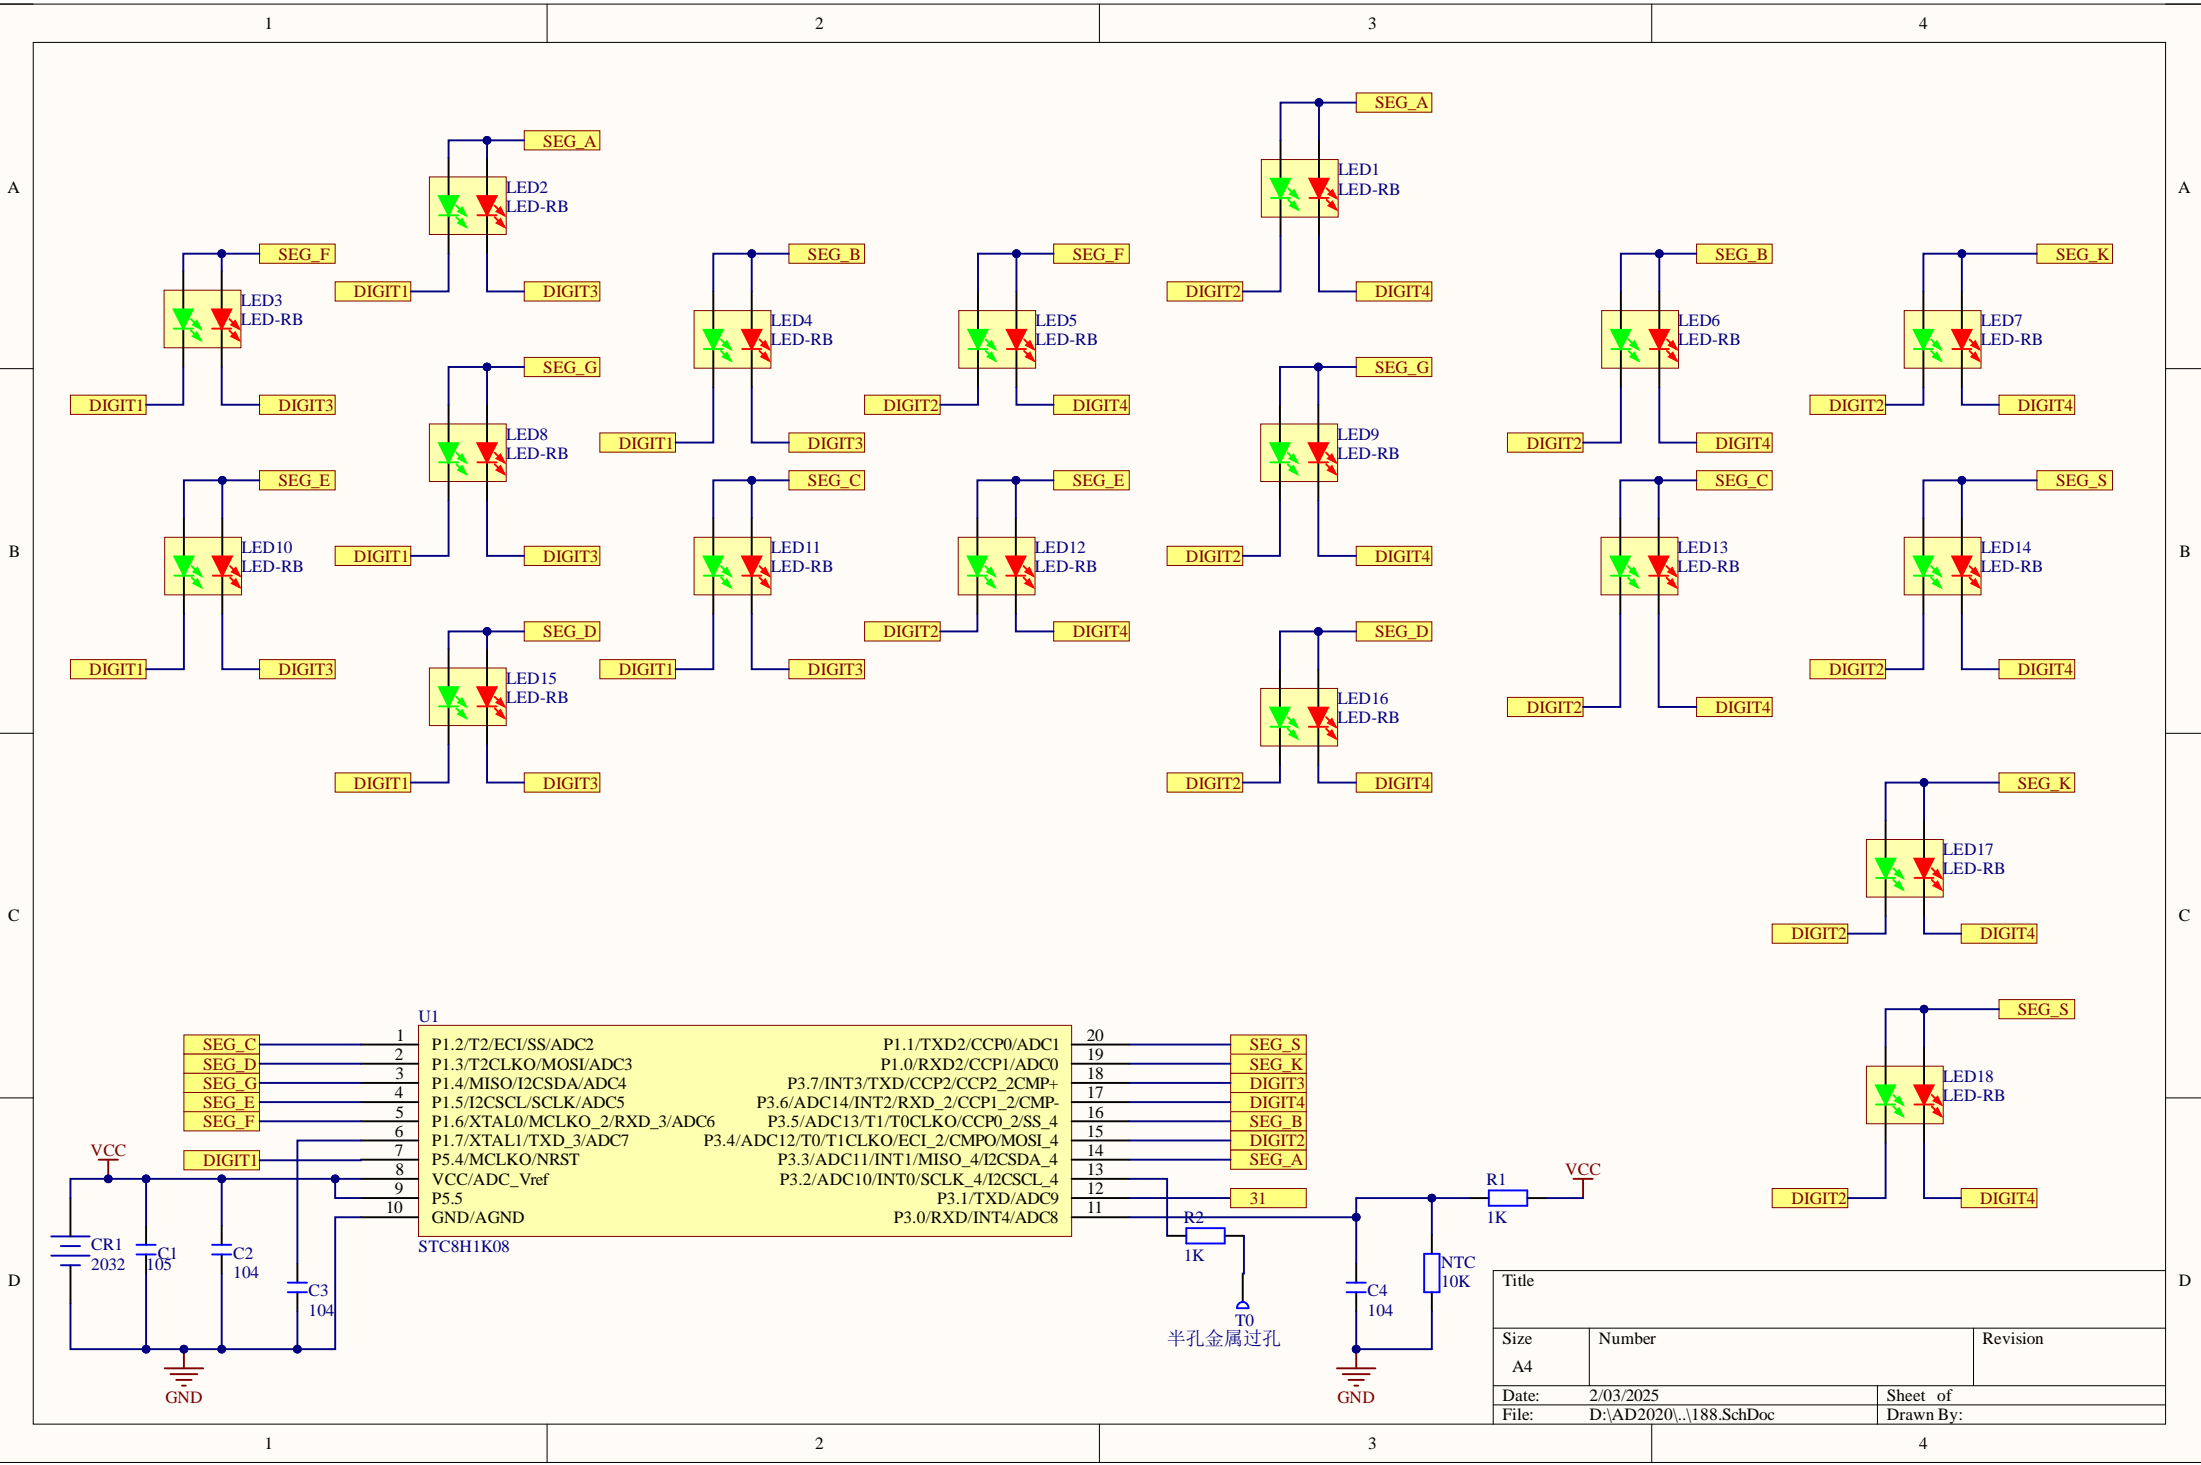 1 2 3 4
A A
SEG_A
LED1
LED-RB
DIGIT2 DIGIT4
SEG_A
LED2
LED-RB
DIGIT1 DIGIT3
SEG_F
LED3
LED-RB
DIGIT1 DIGIT3
SEG_B
LED4
LED-RB
DIGIT1 DIGIT3
SEG_F
LED5
LED-RB
DIGIT2 DIGIT4
SEG_B
LED6
LED-RB
DIGIT2 DIGIT4
SEG_K
LED7
LED-RB
DIGIT2 DIGIT4
SEG_G
LED8
LED-RB
DIGIT1 DIGIT3
SEG_G
LED9
LED-RB
DIGIT2 DIGIT4
B B
SEG_E
LED10
LED-RB
DIGIT1 DIGIT3
SEG_C
LED11
LED-RB
DIGIT1 DIGIT3
SEG_E
LED12
LED-RB
DIGIT2 DIGIT4
SEG_C
LED13
LED-RB
DIGIT2 DIGIT4
SEG_S
LED14
LED-RB
DIGIT2 DIGIT4
SEG_D
LED15
LED-RB
DIGIT1 DIGIT3
SEG_D
LED16
LED-RB
DIGIT2 DIGIT4
SEG_K
LED17
LED-RB
DIGIT2 DIGIT4
C C
SEG_S
LED18
LED-RB
DIGIT2 DIGIT4
U1
SEG_C 1 P1.2/T2/ECI/SS/ADC2 P1.1/TXD2/CCP0/ADC1 20 SEG_S
SEG_D 2 P1.3/T2CLKO/MOSI/ADC3 P1.0/RXD2/CCP1/ADC0 19 SEG_K
SEG_G 3 P1.4/MISO/I2CSDA/ADC4 P3.7/INT3/TXD/CCP2/CCP2_2CMP+ 18 DIGIT3
SEG_E 4 P1.5/I2CSCL/SCLK/ADC5 P3.6/ADC14/INT2/RXD_2/CCP1_2/CMP- 17 DIGIT4
SEG_F 5 P1.6/XTAL0/MCLKO_2/RXD_3/ADC6 P3.5/ADC13/T1/T0CLKO/CCP0_2/SS_4 16 SEG_B
6 P1.7/XTAL1/TXD_3/ADC7 P3.4/ADC12/T0/T1CLKO/ECI_2/CMPO/MOSI_4 15 DIGIT2
DIGIT1 7 P5.4/MCLKO/NRST P3.3/ADC11/INT1/MISO_4/I2CSDA_4 14 SEG_A
8 VCC/ADC_Vref P3.2/ADC10/INT0/SCLK_4/I2CSCL_4 13
9 P5.5 P3.1/TXD/ADC9 12 31
10 GND/AGND P3.0/RXD/INT4/ADC8 11
STC8H1K08
VCC
CR1
2032
C1
105
C2
104
C3
104
GND
R2
1K
T0
半孔金属过孔
R1
1K
VCC
NTC
10K
C4
104
GND
D D
Title
Size Number Revision
A4
Date: 2/03/2025 Sheet of
File: D:\AD2020\..\188.SchDoc Drawn By:
1 2 3 4